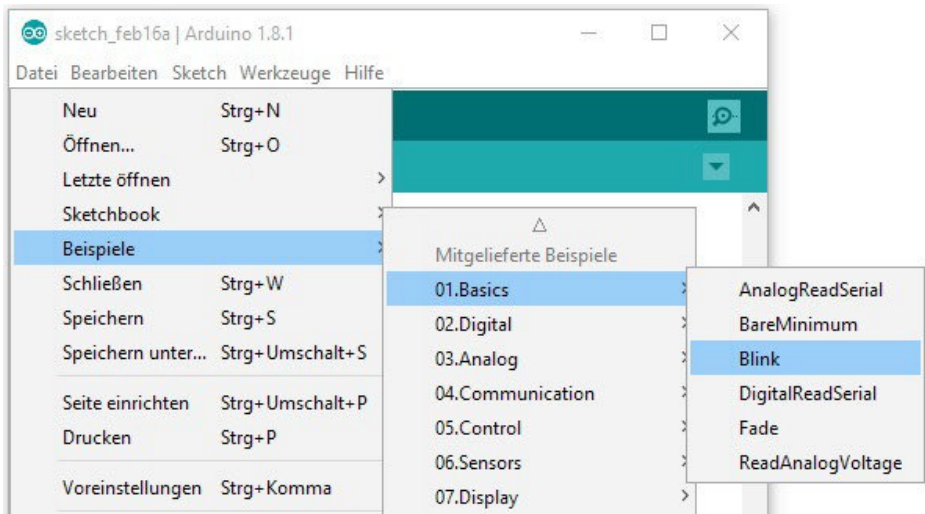 sketch_feb16a | Arduino 1.8.1
Datei Bearbeiten Sketch Werkzeuge Hilfe
Neu Strg+N
Öffnen... Strg+O
Letzte öffnen
Sketchbook
Beispiele
Schließen Strg+W
Speichern Strg+S
Speichern unter... Strg+Umschalt+S
Seite einrichten Strg+Umschalt+P
Drucken Strg+P
Voreinstellungen Strg+Komma
Mitgelieferte Beispiele
01.Basics
02.Digital
03.Analog
04.Communication
05.Control
06.Sensors
07.Display
AnalogReadSerial
BareMinimum
Blink
DigitalReadSerial
Fade
ReadAnalogVoltage